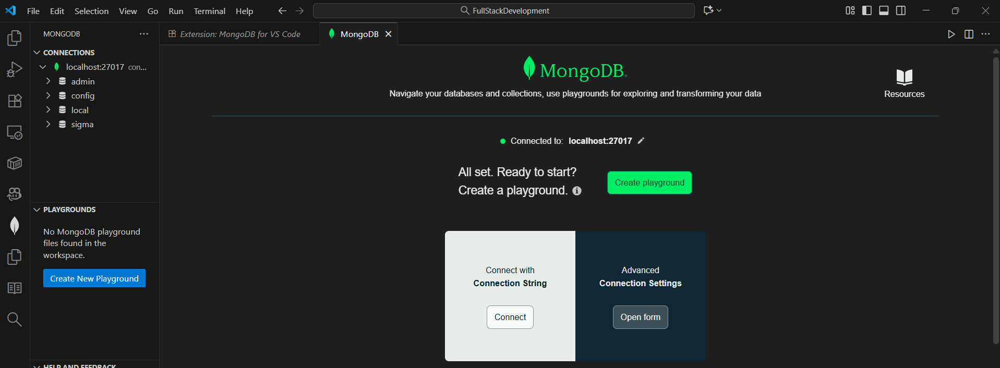 File Edit Selection View Go Run Terminal Help
FullStackDevelopment
MONGODB
CONNECTIONS
localhost:27017 con...
admin
config
local
sigma
PLAYGROUNDS
No MongoDB playground
files found in the
workspace.
Create New Playground
HELP AND FEEDBACK
Extension: MongoDB for VS Code
MongoDB
MongoDB
Navigate your databases and collections, use playgrounds for exploring and transforming your data
Resources
Connected to: localhost:27017
All set. Ready to start?
Create a playground.
Create playground
Connect with
Connection String
Connect
Advanced
Connection Settings
Open form